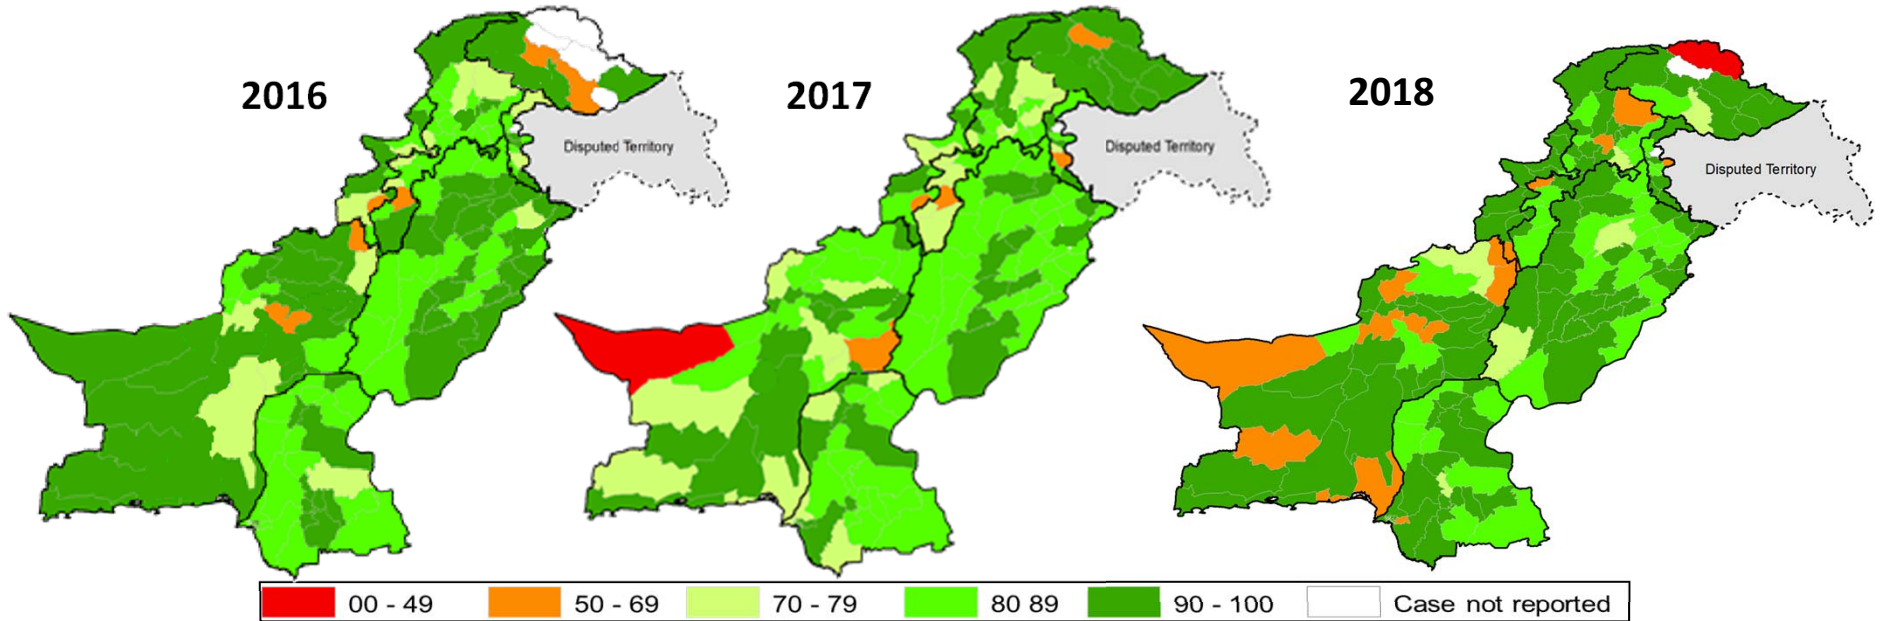 2016
2017
2018
Disputed Territory
Disputed Territory
Disputed Territory
00 - 49
50 - 69
70 - 79
80 89
90 - 100
Case not reported